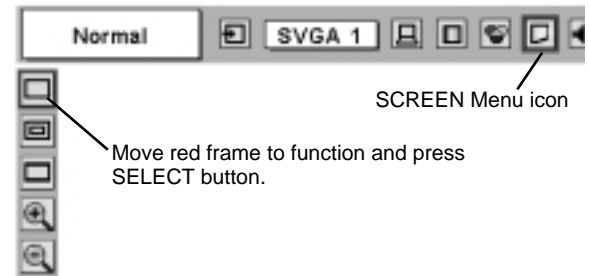 Normal
SVGA 1
SCREEN Menu icon
Move red frame to function and press
SELECT button.